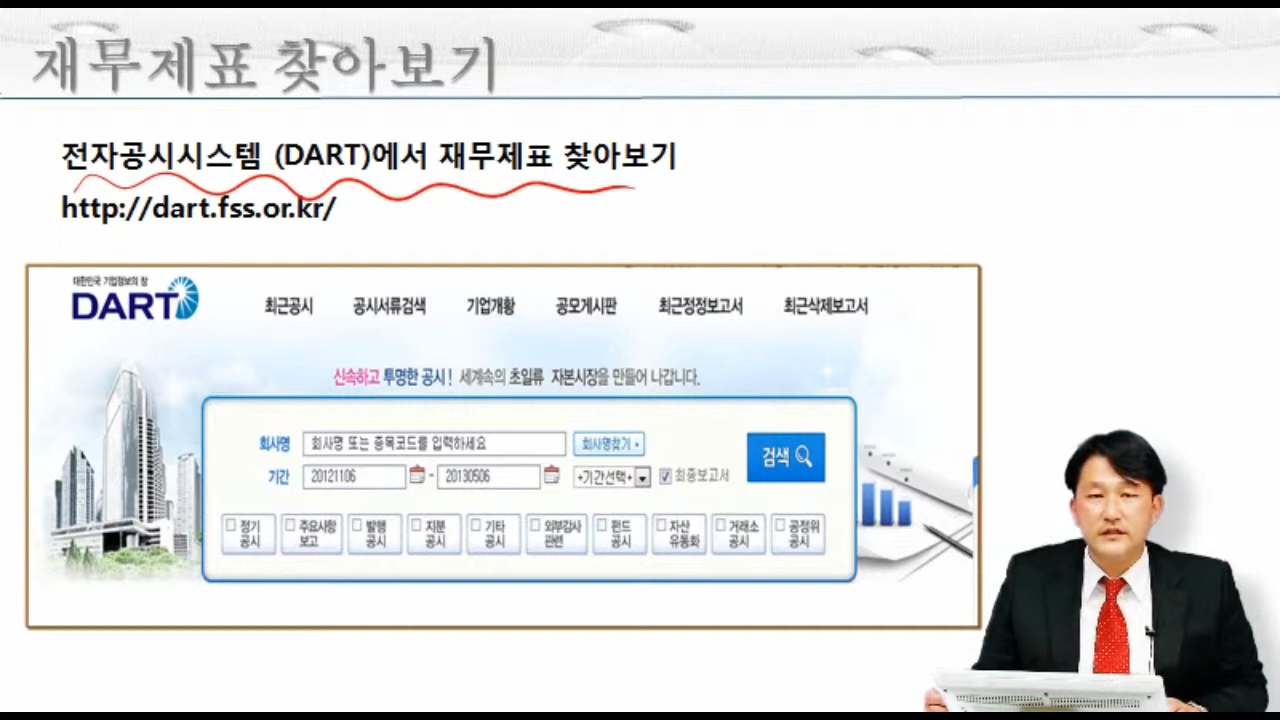 재무제표 찾아보기
전자공시시스템 (DART)에서 재무제표 찾아보기
http://dart.fss.or.kr/
대한민국 기업정보의 창
DART
최근공시 공시서류검색 기업개황 공모게시판 최근정정보고서 최근삭제보고서
신속하고 투명한 공시! 세계속의 초일류 자본시장을 만들어 나갑니다.
회사명 회사명 또는 종목코드를 입력하세요 회사명찾기
기간 20121106 - 20130506 +기간선택+ 최종보고서
검색
정기공시 주요사항보고 발행공시 지분공시 기타공시 외부감사관련 펀드공시 자산유동화 거래소공시 공정위공시